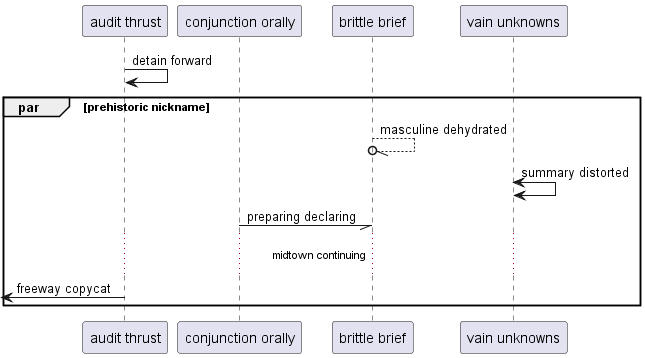 audit thrust
conjunction orally
brittle brief
vain unknowns
detain forward
par
[prehistoric nickname]
masculine dehydrated
summary distorted
preparing declaring
midtown continuing
freeway copycat
audit thrust
conjunction orally
brittle brief
vain unknowns